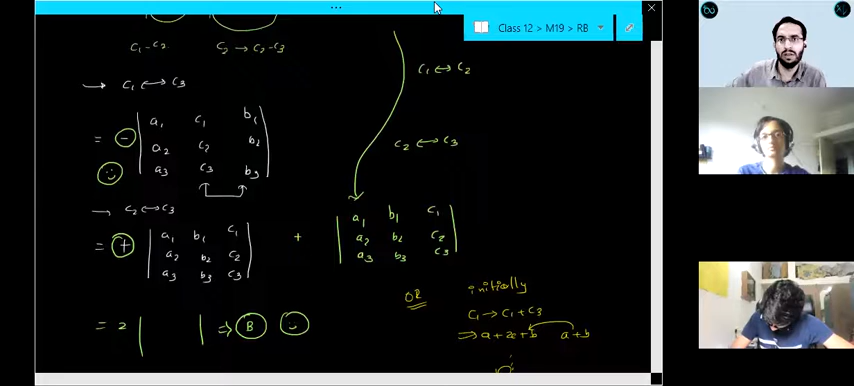 Class 12 > M19 > RB
C₁-C₂ C₂ → C₂-C₃
→ C₁ ↔ C₃
C₁ ↔ C₂
= - | a₁ c₁ b₁ |
| a₂ c₂ b₂ |
| a₃ c₃ b₃ |
C₂ ↔ C₃
→ C₂ ↔ C₃
= + | a₁ b₁ c₁ | + | a₁ b₁ c₁ |
| a₂ b₂ c₂ | | a₂ b₂ c₂ |
| a₃ b₃ c₃ | | a₃ b₃ c₃ |
OR initially
C₁ → C₁ + C₃
= 2 | | ⇒ B
⇒ a+2c+b a+b